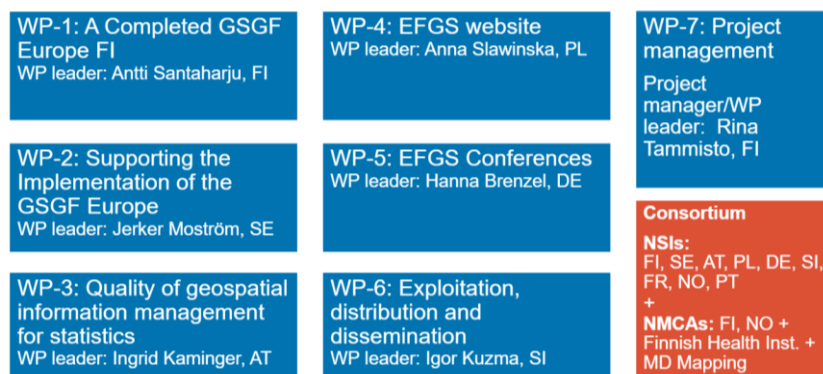 WP-1: A Completed GSGF
Europe FI
WP leader: Antti Santaharju, FI
WP-2: Supporting the
Implementation of the
GSGF Europe
WP leader: Jerker Moström, SE
WP-3: Quality of geospatial
information management
for statistics
WP leader: Ingrid Kaminger, AT
WP-4: EFGS website
WP leader: Anna Slawinska, PL
WP-5: EFGS Conferences
WP leader: Hanna Brenzel, DE
WP-6: Exploitation,
distribution and
dissemination
WP leader: Igor Kuzma, SI
WP-7: Project
management
Project
manager/WP
leader: Rina
Tammisto, FI
Consortium
NSIs:
FI, SE, AT, PL, DE, SI,
FR, NO, PT
+
NMCAs: FI, NO +
Finnish Health Inst. +
MD Mapping